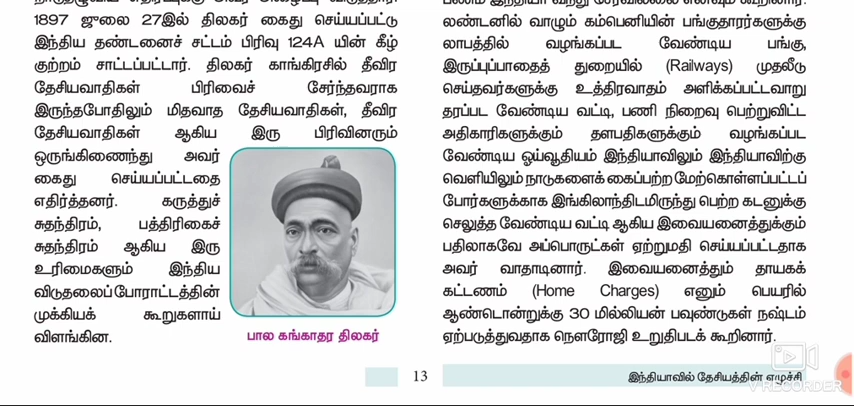 1897 ஜுலை 27இல் திலகர் கைது செய்யப்பட்டு
இந்திய தண்டனைச் சட்டம் பிரிவு 124A யின் கீழ்
குற்றம் சாட்டப்பட்டார். திலகர் காங்கிரசில் தீவிர
தேசியவாதிகள் பிரிவைச் சேர்ந்தவராக
இருந்தபோதிலும் மிதவாத தேசியவாதிகள், தீவிர
தேசியவாதிகள் ஆகிய இரு பிரிவினரும்
ஒருங்கிணைந்து அவர்
கைது செய்யப்பட்டதை
எதிர்த்தனர். கருத்துச்
சுதந்திரம், பத்திரிகைச்
சுதந்திரம் ஆகிய இரு
உரிமைகளும் இந்திய
விடுதலைப்போராட்டத்தின்
முக்கியக் கூறுகளாய்
விளங்கின.
பால கங்காதர திலகர்
லண்டனில் வாழும் கம்பெனியின் பங்குதாரர்களுக்கு
லாபத்தில் வழங்கப்பட வேண்டிய பங்கு,
இருப்புப்பாதைத் துறையில் (Railways) முதலீடு
செய்தவர்களுக்கு உத்திரவாதம் அளிக்கப்பட்டவாறு
தரப்பட வேண்டிய வட்டி, பணி நிறைவு பெற்றுவிட்ட
அதிகாரிகளுக்கும் தளபதிகளுக்கும் வழங்கப்பட
வேண்டிய ஓய்வூதியம் இந்தியாவிலும் இந்தியாவிற்கு
வெளியிலும் நாடுகளைக் கைப்பற்ற மேற்கொள்ளப்பட்டப்
போர்களுக்காக இங்கிலாந்திடமிருந்து பெற்ற கடனுக்கு
செலுத்த வேண்டிய வட்டி ஆகிய இவையனைத்துக்கும்
பதிலாகவே அப்பொருட்கள் ஏற்றுமதி செய்யப்பட்டதாக
அவர் வாதாடினார். இவையனைத்தும் தாயகக்
கட்டணம் (Home Charges) எனும் பெயரில்
ஆண்டொன்றுக்கு 30 மில்லியன் பவுண்டுகள் நஷ்டம்
ஏற்படுத்துவதாக நௌரோஜி உறுதிபடக் கூறினார்.
13
இந்தியாவில் தேசியத்தின் எழுச்சி
V RECORDER